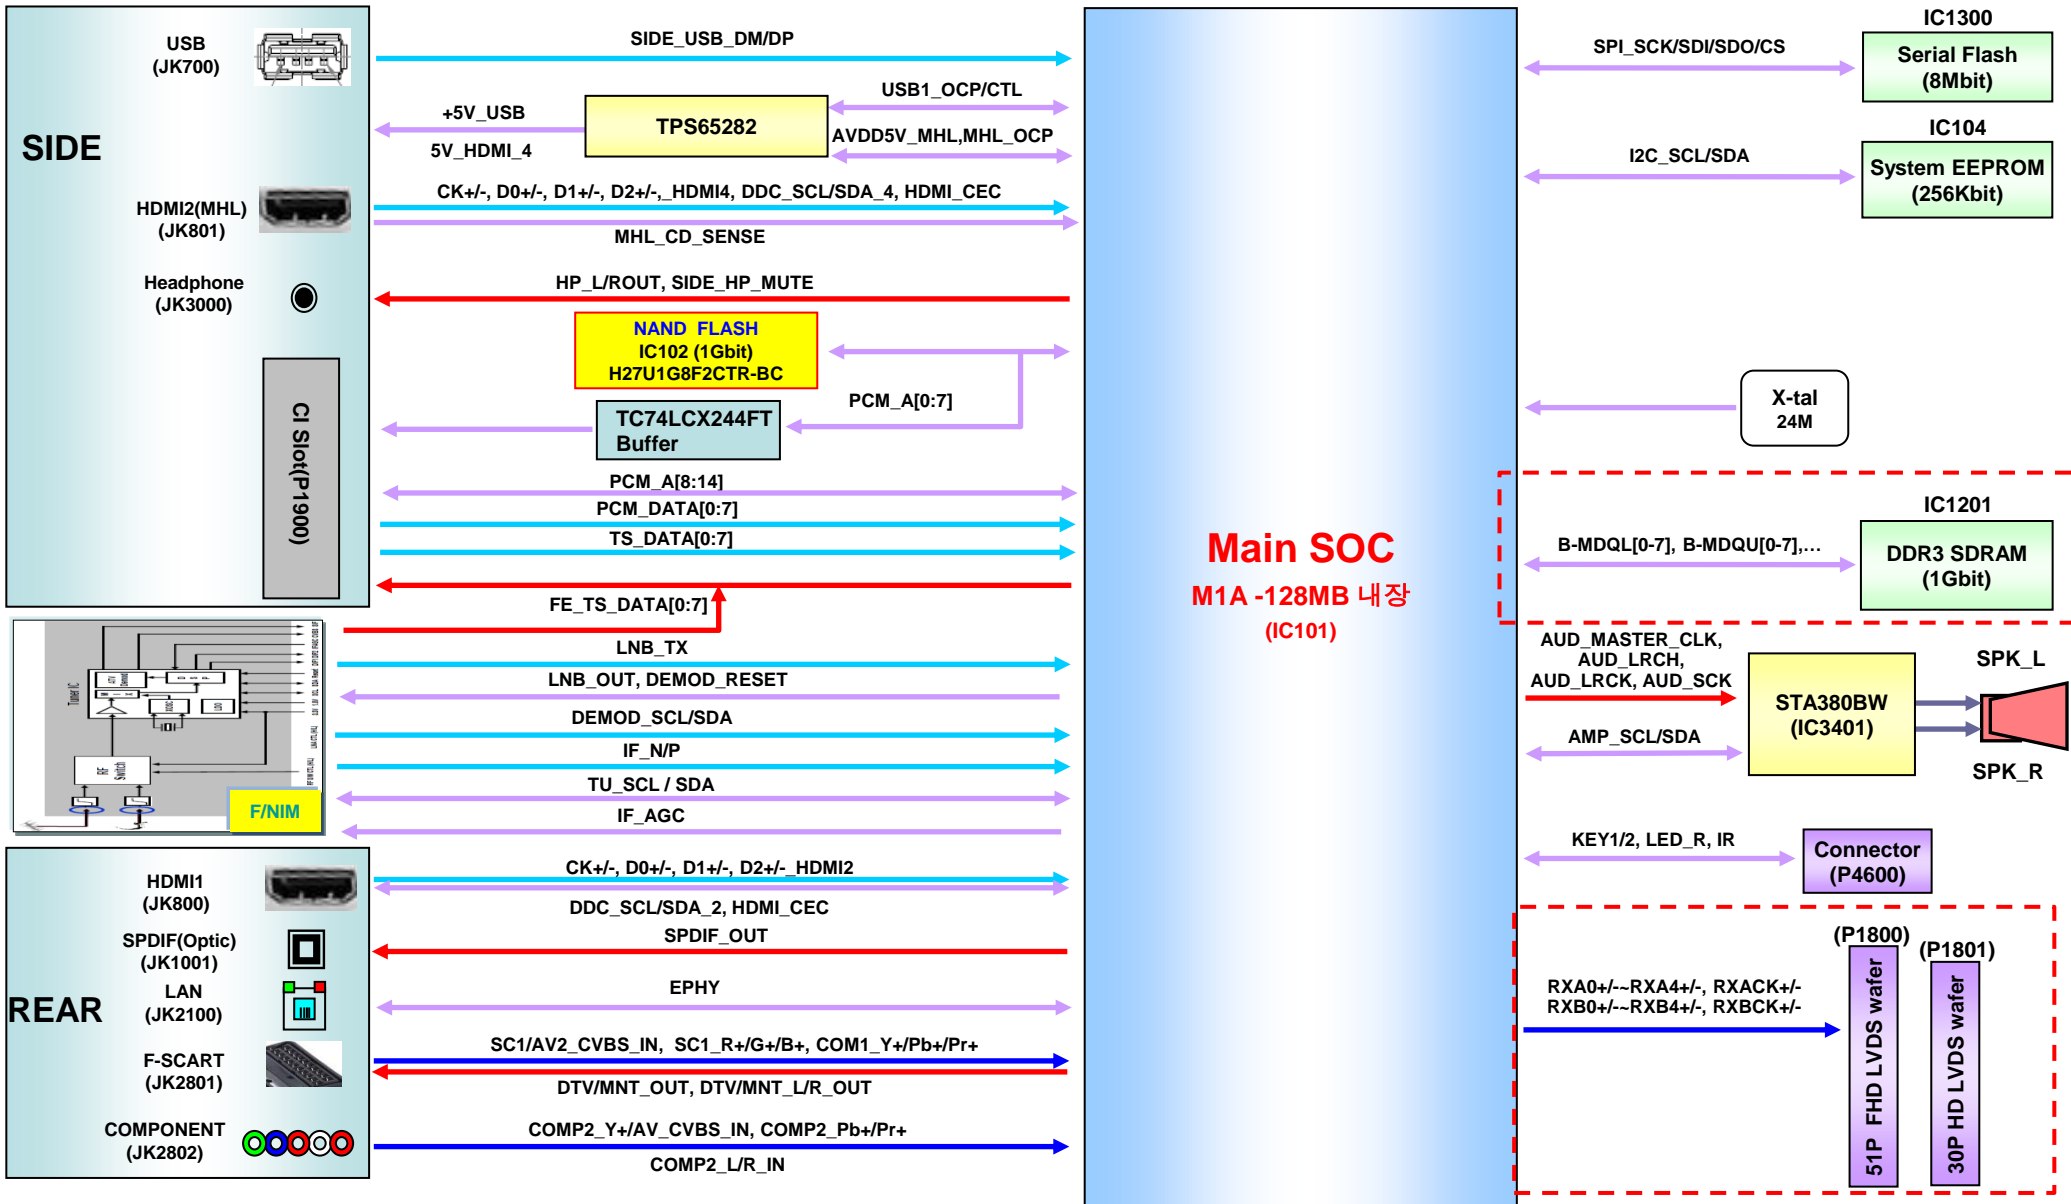 SIDE
USB
(JK700)
HDMI2(MHL)
(JK801)
Headphone
(JK3000)
CI Slot(P1900)
SIDE_USB_DM/DP
+5V_USB
5V_HDMI_4
TPS65282
USB1_OCP/CTL
AVDD5V_MHL,MHL_OCP
CK+/-, D0+/-, D1+/-, D2+/-,_HDMI4, DDC_SCL/SDA_4, HDMI_CEC
MHL_CD_SENSE
HP_L/ROUT, SIDE_HP_MUTE
NAND FLASH
IC102 (1Gbit)
H27U1G8F2CTR-BC
PCM_A[0:7]
TC74LCX244FT
Buffer
PCM_A[8:14]
PCM_DATA[0:7]
TS_DATA[0:7]
FE_TS_DATA[0:7]
LNB_TX
LNB_OUT, DEMOD_RESET
DEMOD_SCL/SDA
IF_N/P
TU_SCL / SDA
IF_AGC
Tuner IC
RF
Switch
LDO
F/NIM
REAR
HDMI1
(JK800)
SPDIF(Optic)
(JK1001)
LAN
(JK2100)
F-SCART
(JK2801)
COMPONENT
(JK2802)
CK+/-, D0+/-, D1+/-, D2+/-_HDMI2
DDC_SCL/SDA_2, HDMI_CEC
SPDIF_OUT
EPHY
SC1/AV2_CVBS_IN, SC1_R+/G+/B+, COM1_Y+/Pb+/Pr+
DTV/MNT_OUT, DTV/MNT_L/R_OUT
COMP2_Y+/AV_CVBS_IN, COMP2_Pb+/Pr+
COMP2_L/R_IN
Main SOC
M1A -128MB 내장
(IC101)
IC1300
SPI_SCK/SDI/SDO/CS
Serial Flash
(8Mbit)
IC104
I2C_SCL/SDA
System EEPROM
(256Kbit)
X-tal
24M
IC1201
B-MDQL[0-7], B-MDQU[0-7],…
DDR3 SDRAM
(1Gbit)
AUD_MASTER_CLK,
AUD_LRCH,
AUD_LRCK, AUD_SCK
AMP_SCL/SDA
STA380BW
(IC3401)
SPK_L
SPK_R
KEY1/2, LED_R, IR
Connector
(P4600)
(P1800)
(P1801)
RXA0+/-~RXA4+/-, RXACK+/-
RXB0+/-~RXB4+/-, RXBCK+/-
51P FHD LVDS wafer
30P HD LVDS wafer